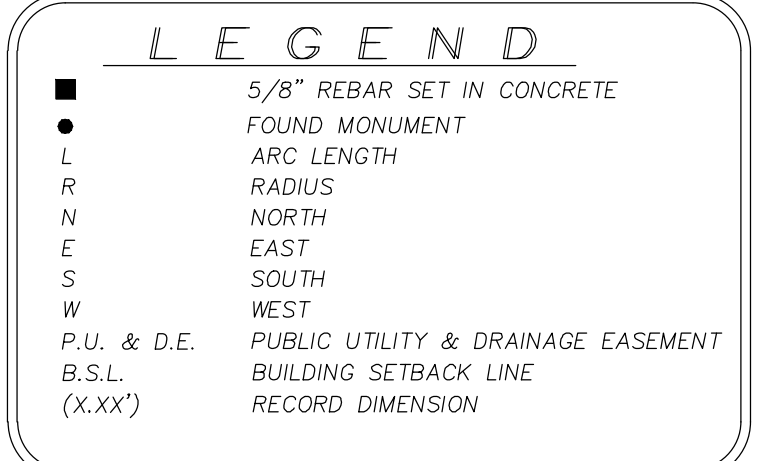 L E G E N D
5/8" REBAR SET IN CONCRETE
FOUND MONUMENT
L ARC LENGTH
R RADIUS
N NORTH
E EAST
S SOUTH
W WEST
P.U. & D.E. PUBLIC UTILITY & DRAINAGE EASEMENT
B.S.L. BUILDING SETBACK LINE
(X.XX') RECORD DIMENSION